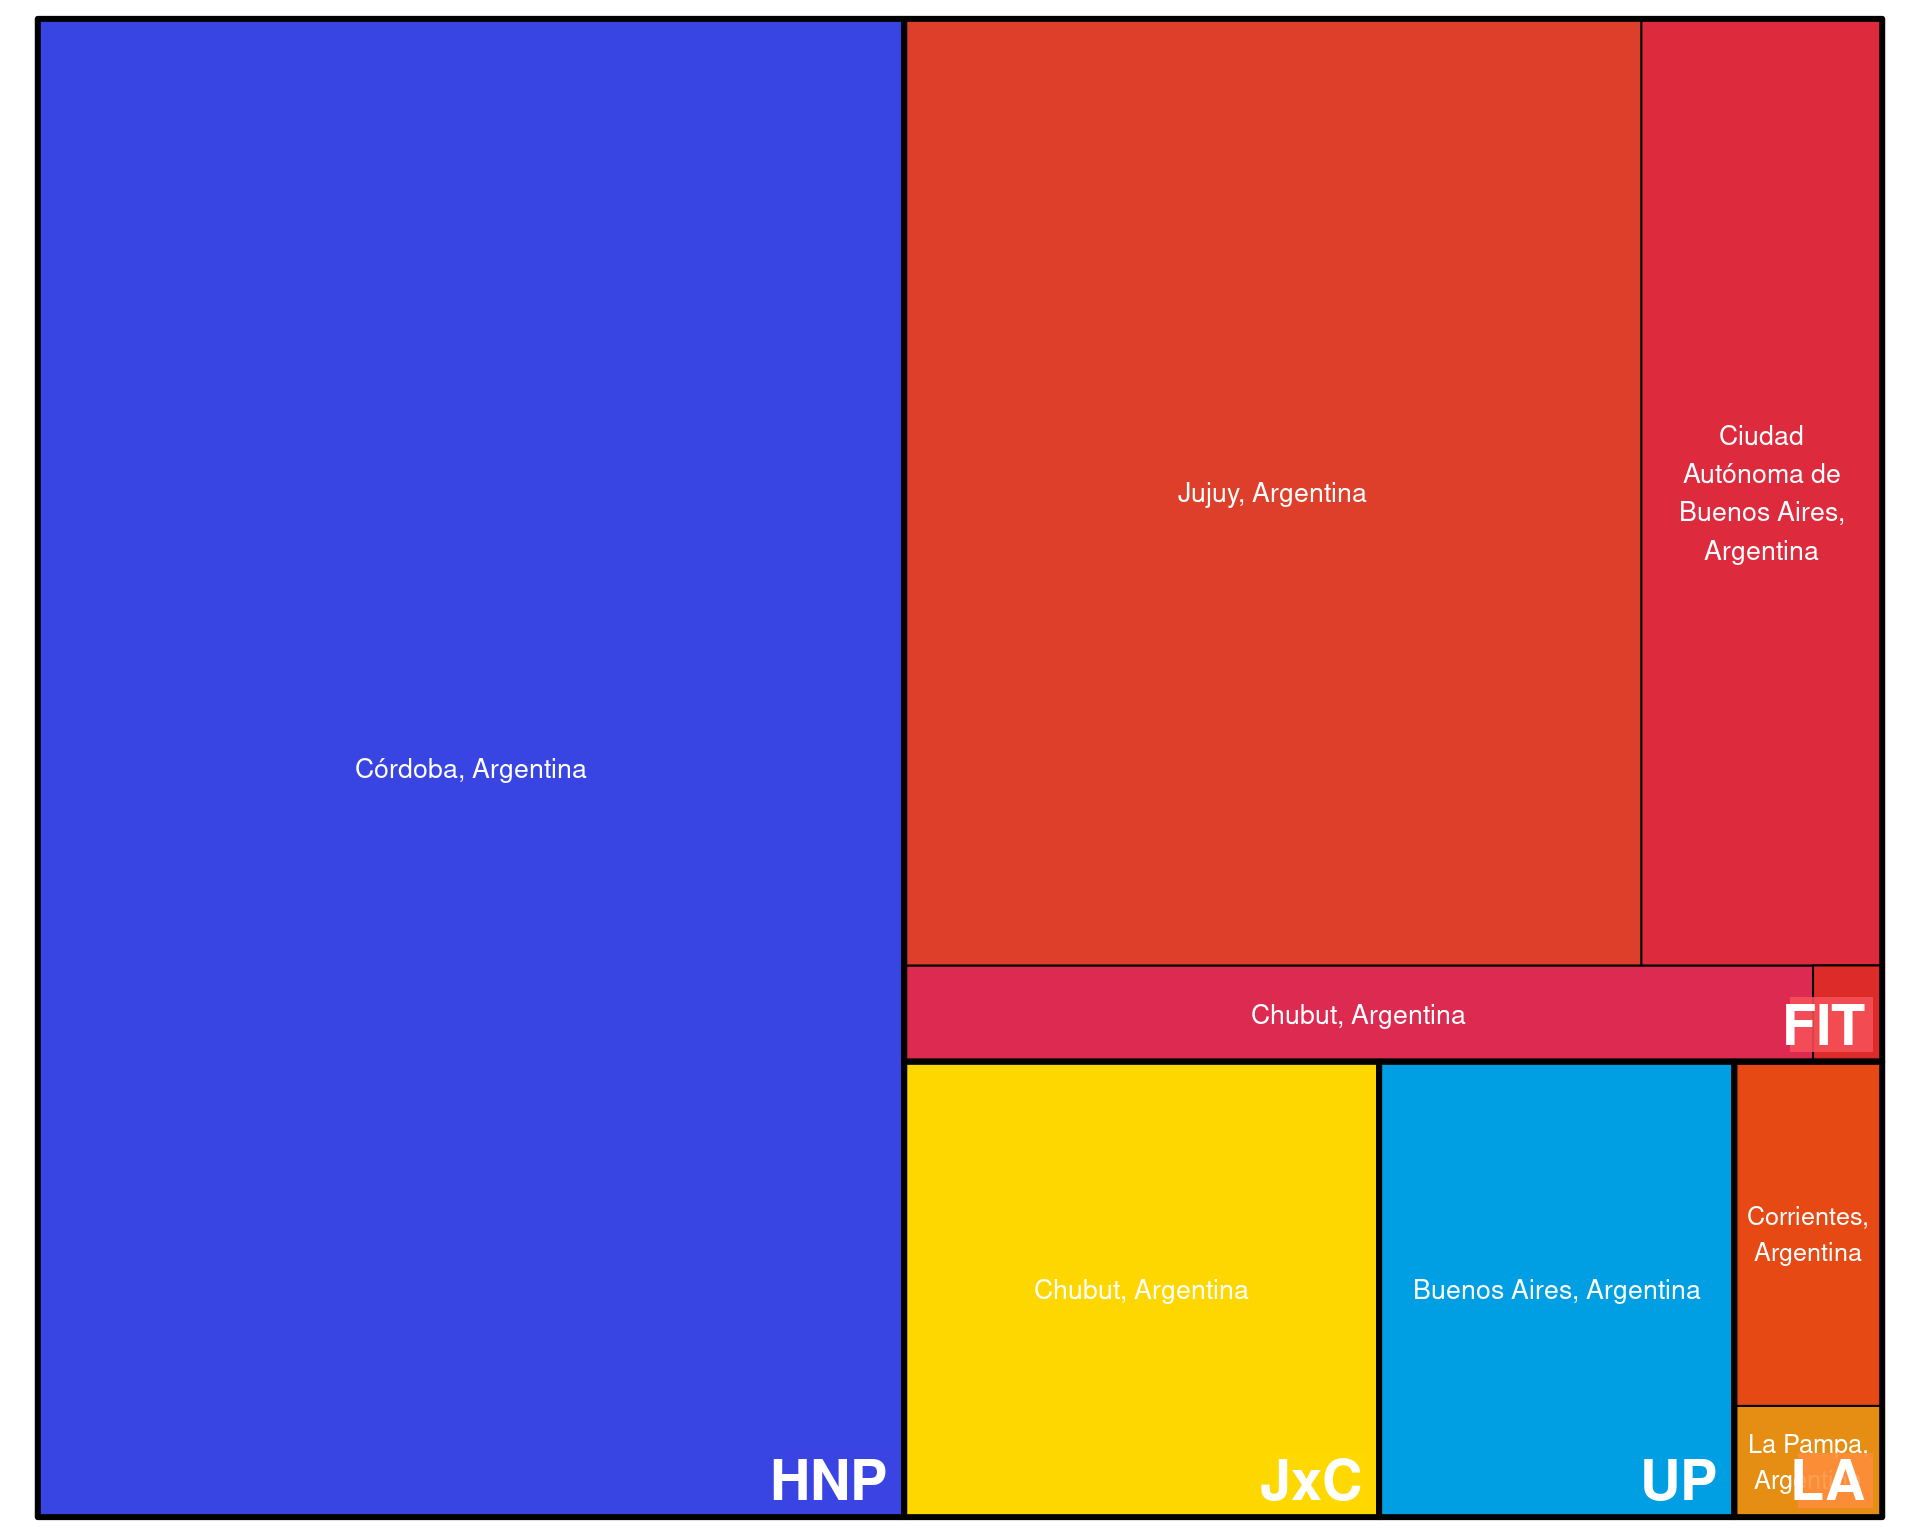 Córdoba, Argentina
HNP
Jujuy, Argentina
Ciudad
Autónoma de
Buenos Aires,
Argentina
Chubut, Argentina
FIT
Chubut, Argentina
JxC
Buenos Aires, Argentina
UP
Corrientes,
Argentina
La Pampa,
Argentina
LA